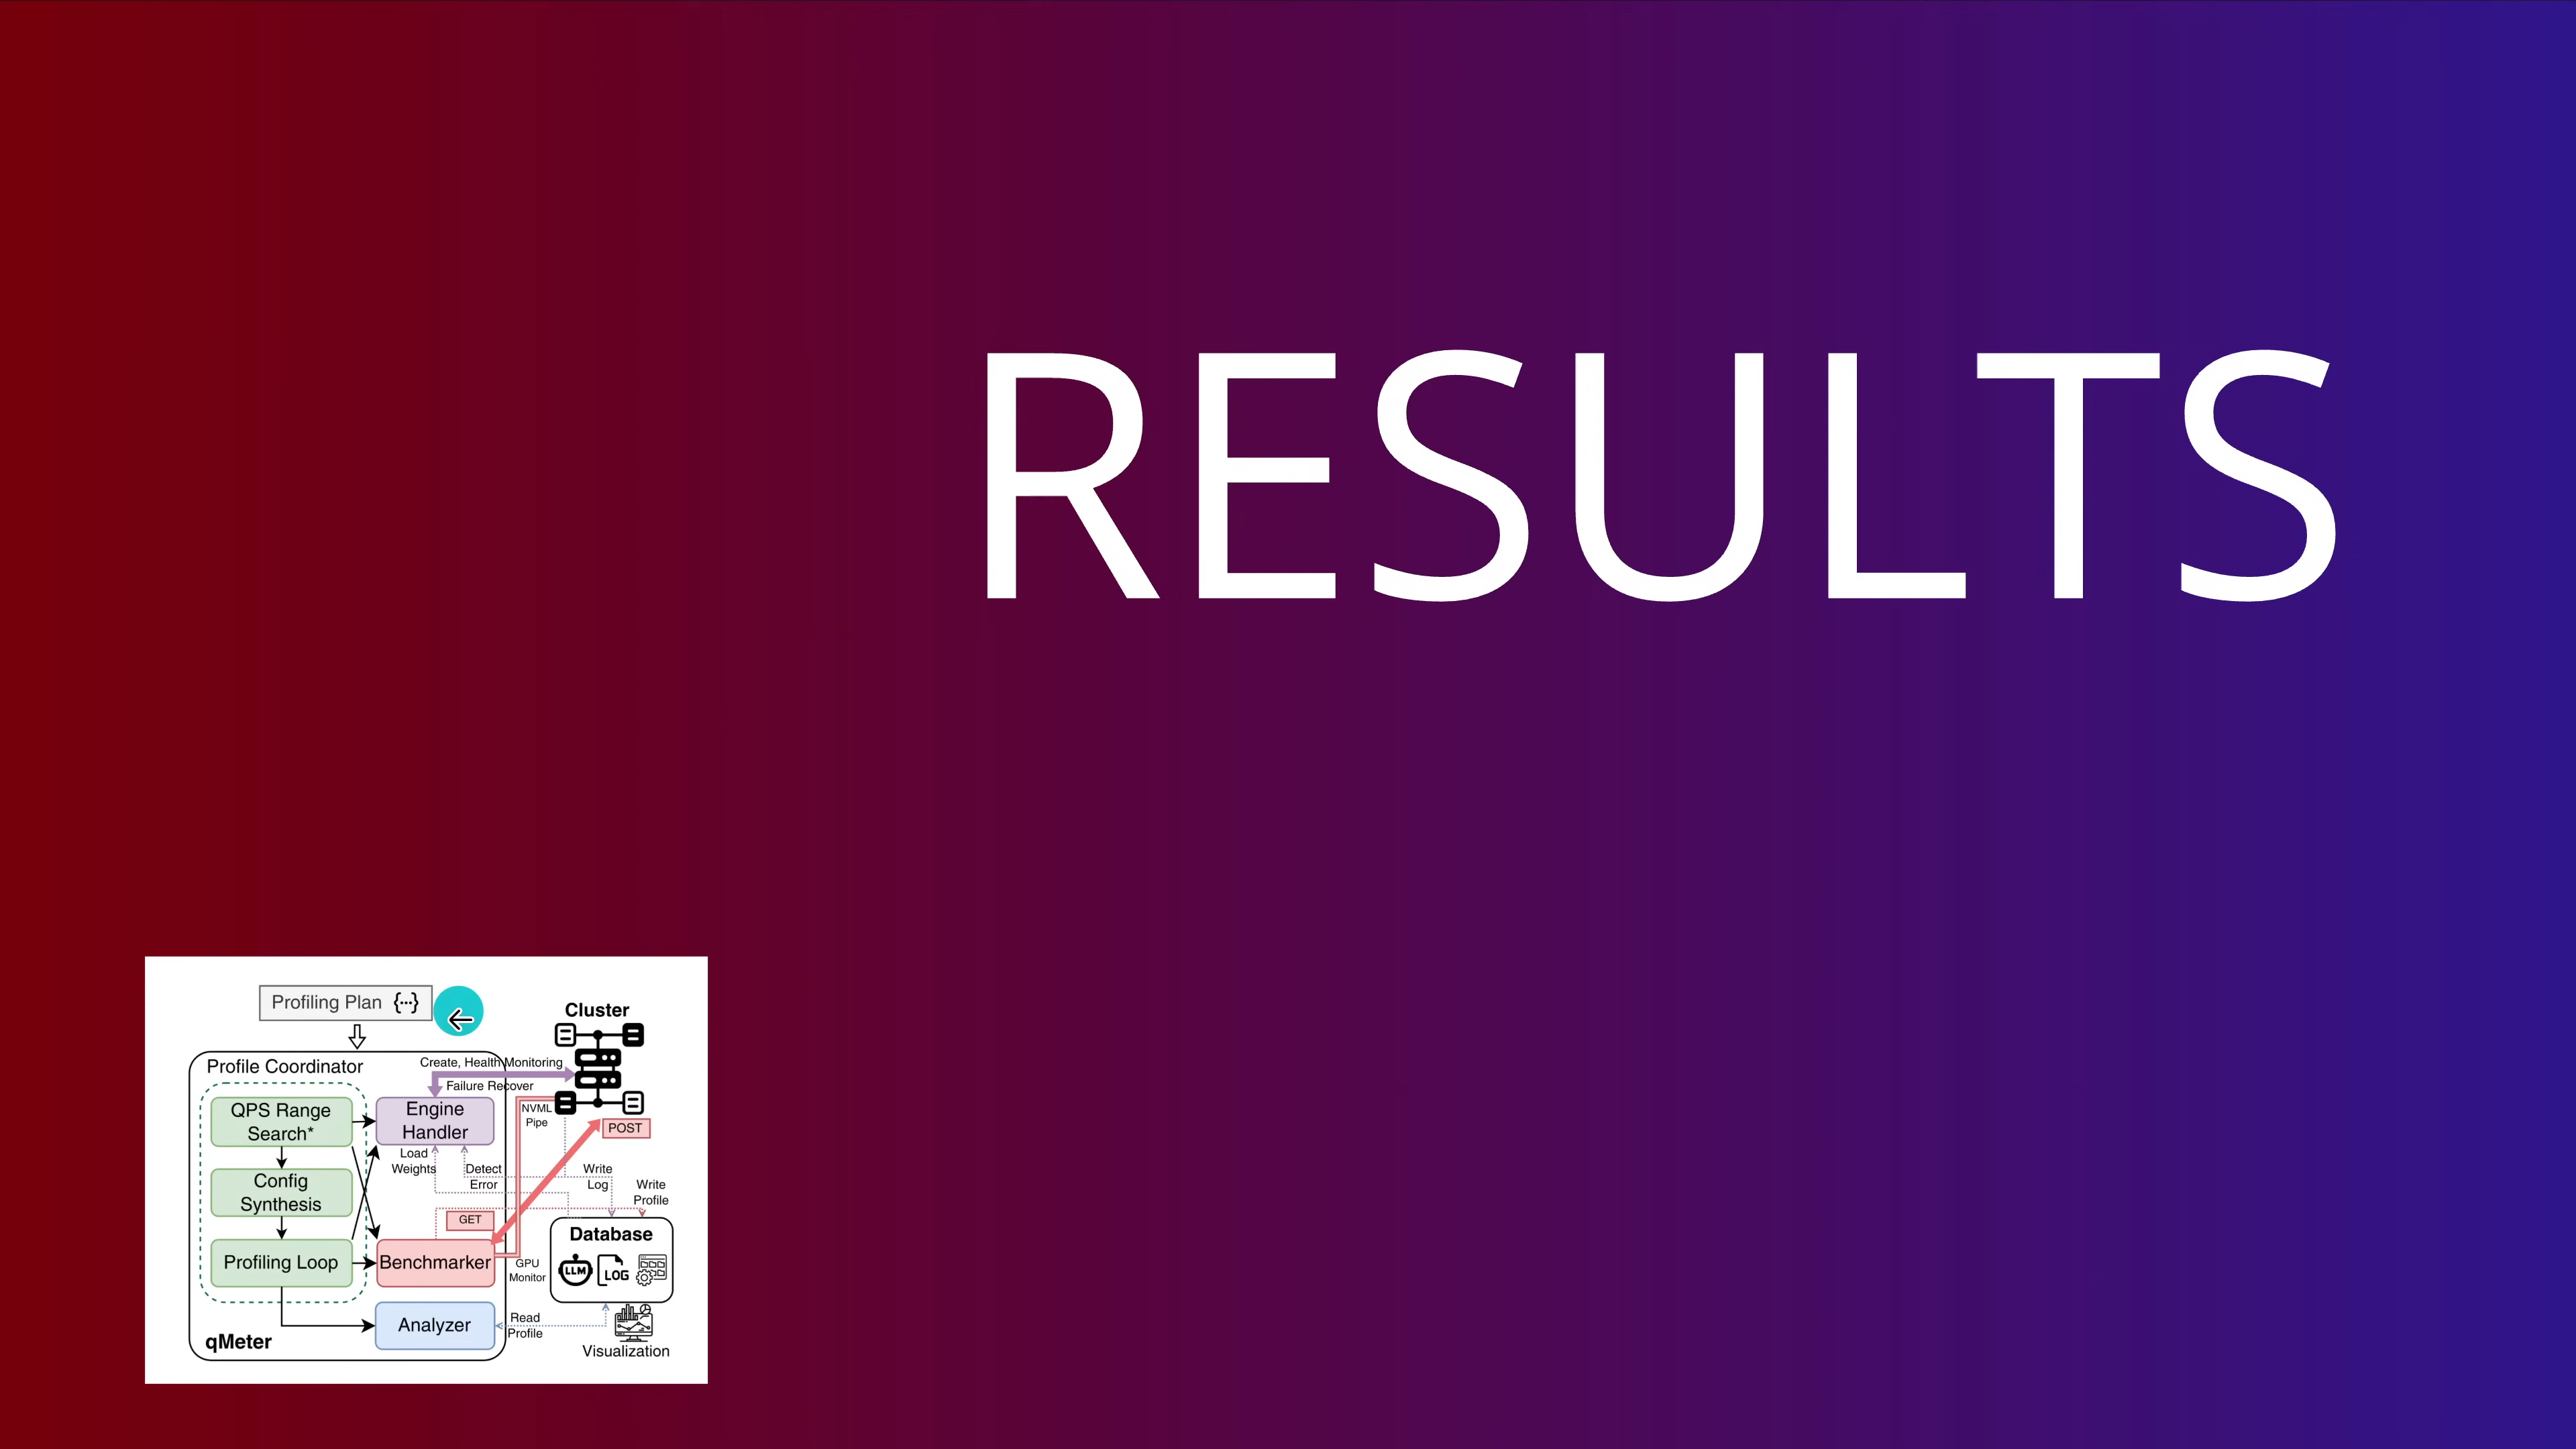 RESULTS
Profiling Plan {···}
Cluster
Profile Coordinator
Create, Health Monitoring
Failure Recover
QPS Range
Search*
Engine
Handler
NVML
Pipe
POST
Load
Weights
Detect
Error
Write
Log
Write
Profile
Config
Synthesis
GET
Database
Profiling Loop
Benchmarker
GPU
Monitor
LLM
LOG
Analyzer
Read
Profile
qMeter
Visualization